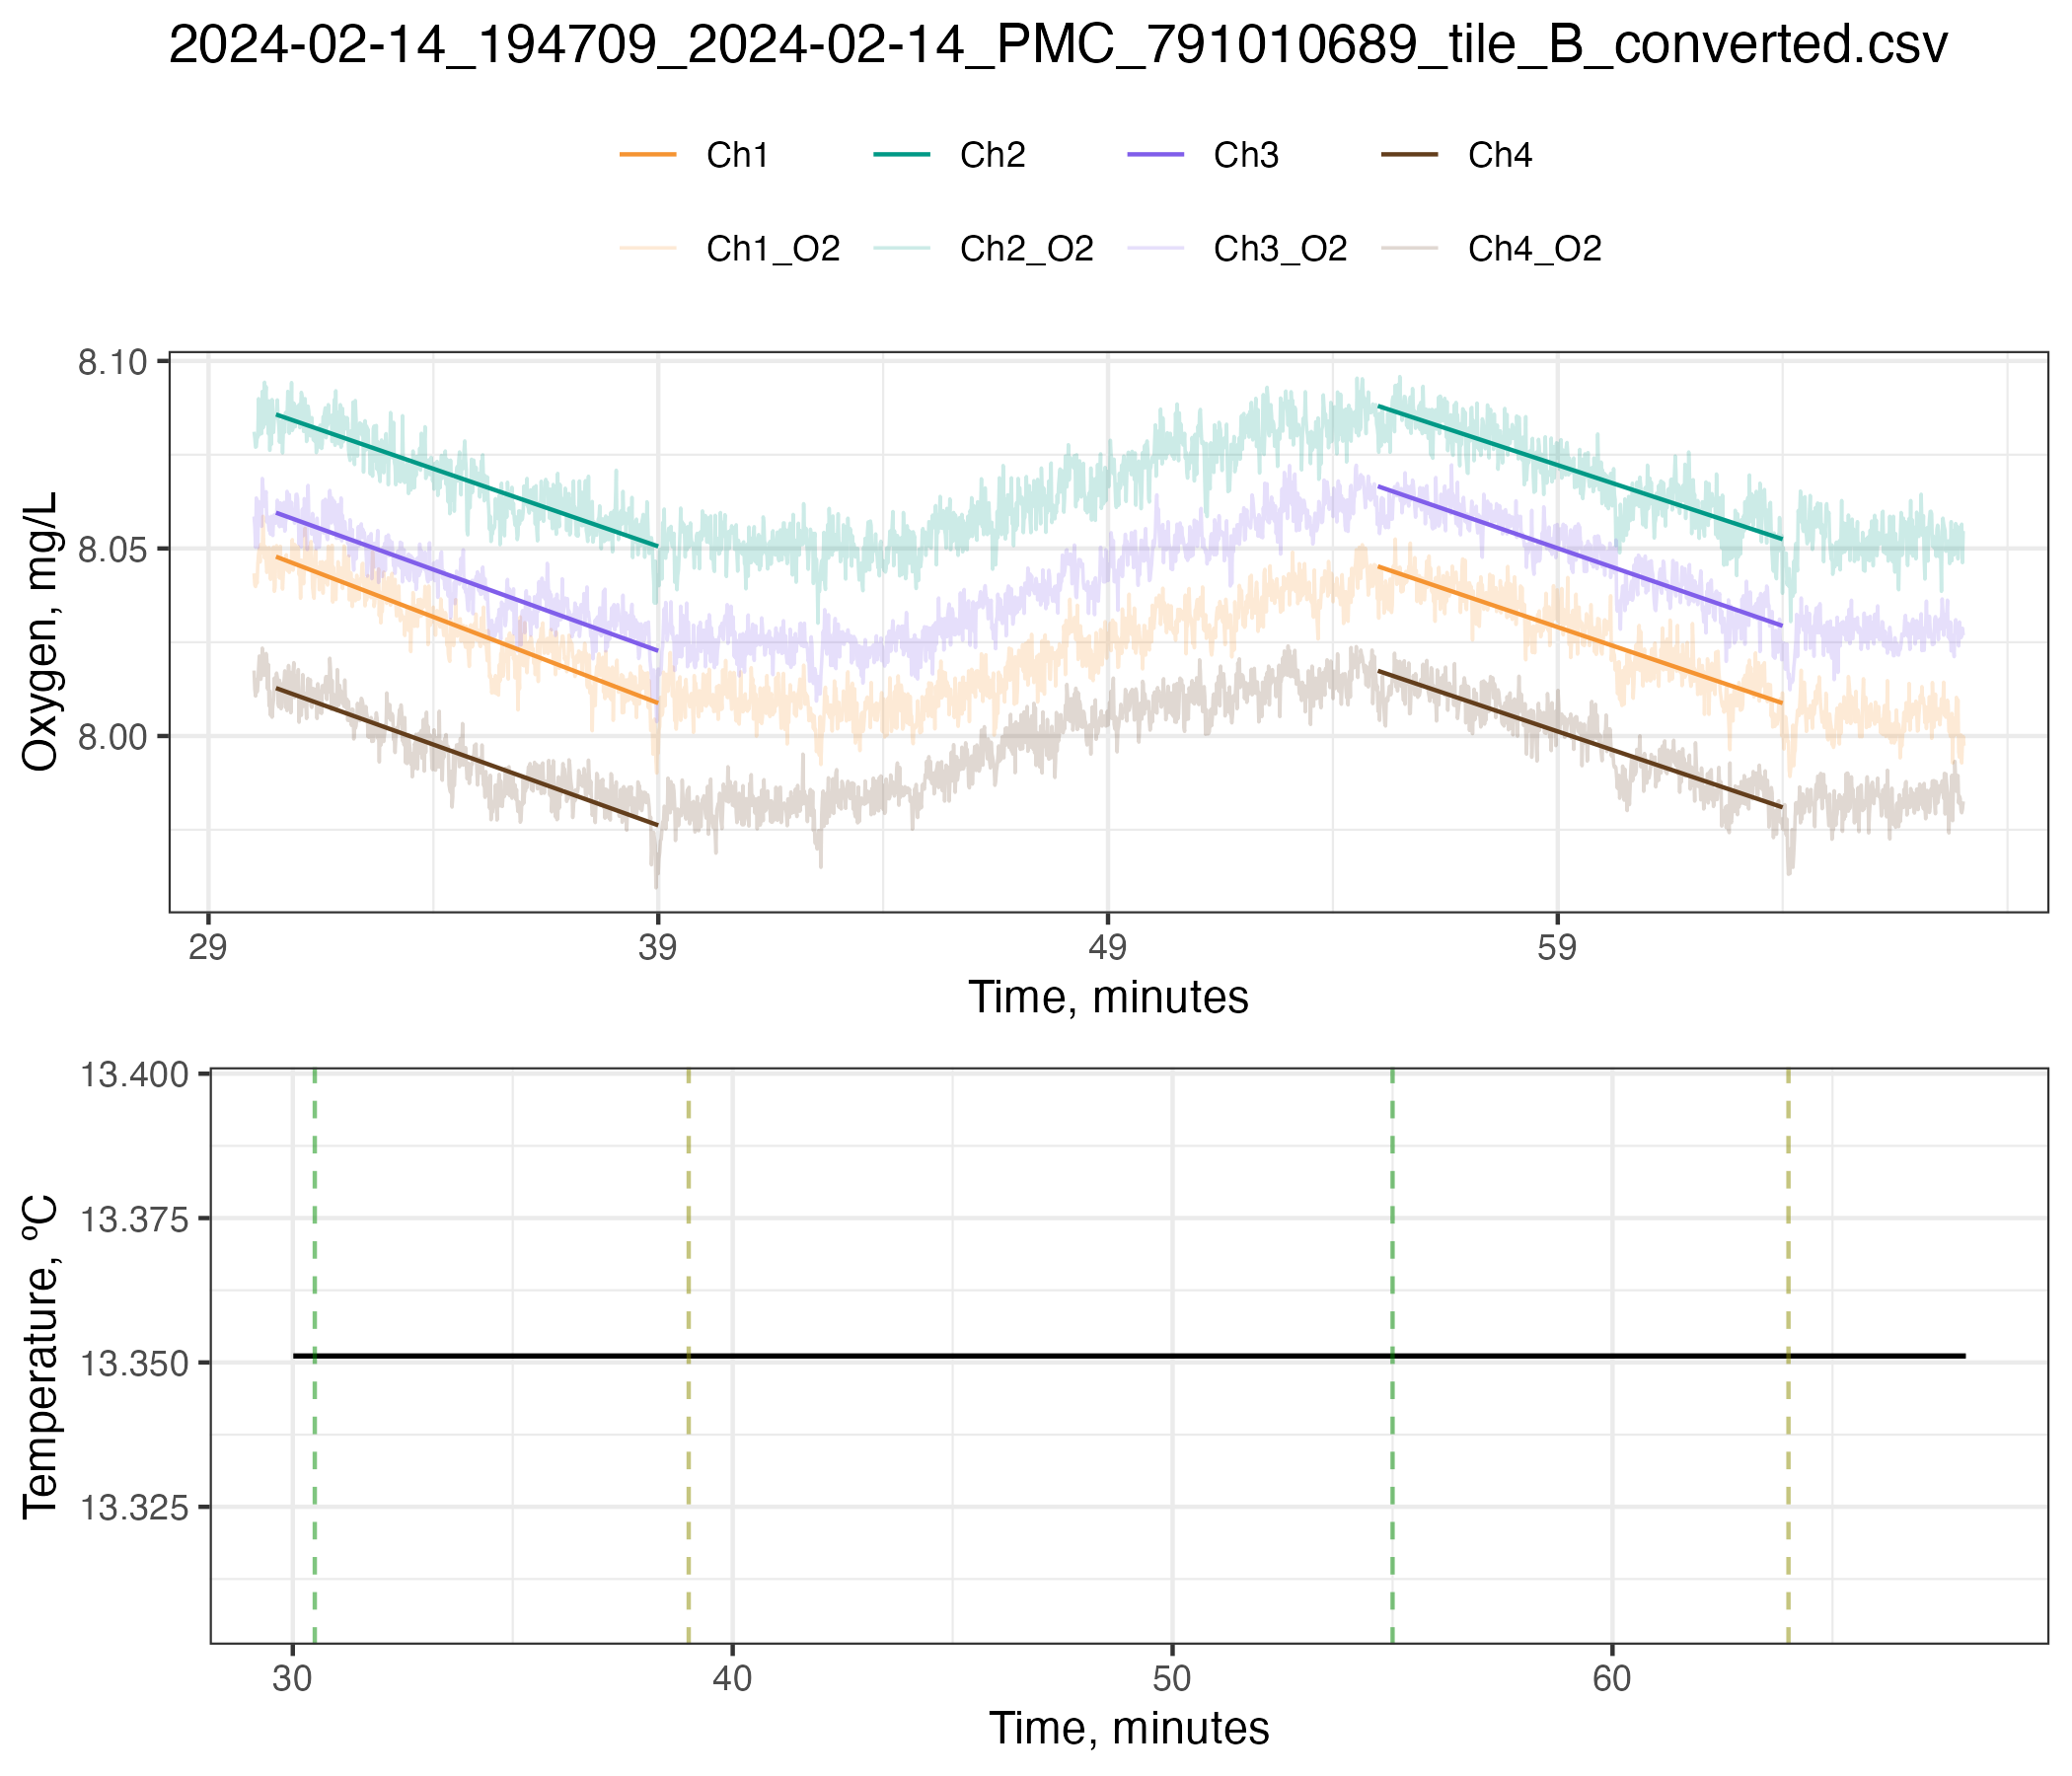 2024-02-14_194709_2024-02-14_PMC_791010689_tile_B_converted.csv
Ch1 Ch2 Ch3 Ch4
Ch1_O2 Ch2_O2 Ch3_O2 Ch4_O2
Oxygen, mg/L
8.10
8.05
8.00
29 39 49 59
Time, minutes
Temperature, ºC
13.400
13.375
13.350
13.325
30 40 50 60
Time, minutes